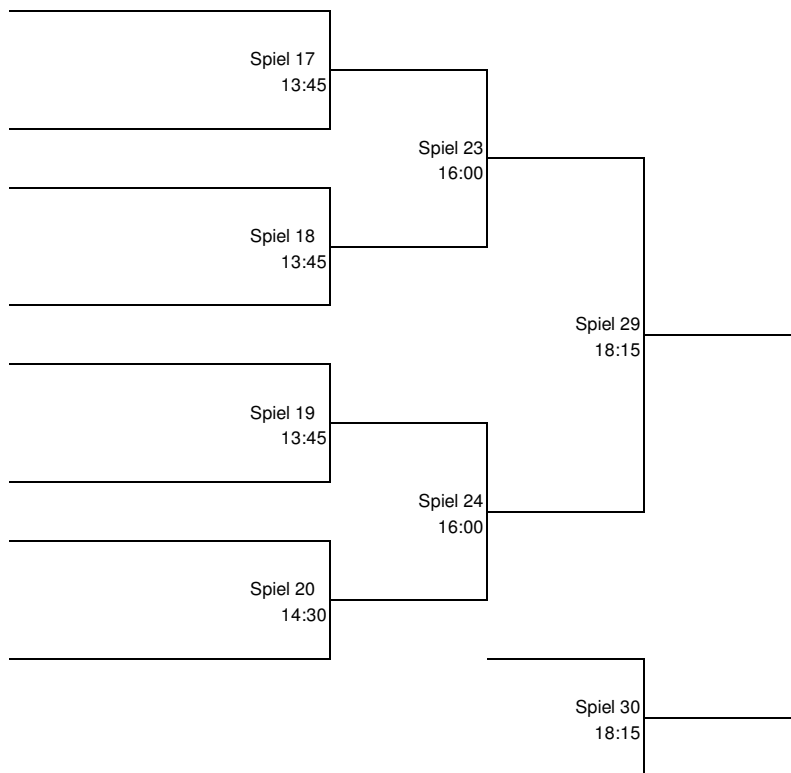 Spiel 17
13:45
Spiel 23
16:00
Spiel 18
13:45
Spiel 29
18:15
Spiel 19
13:45
Spiel 24
16:00
Spiel 20
14:30
Spiel 30
18:15